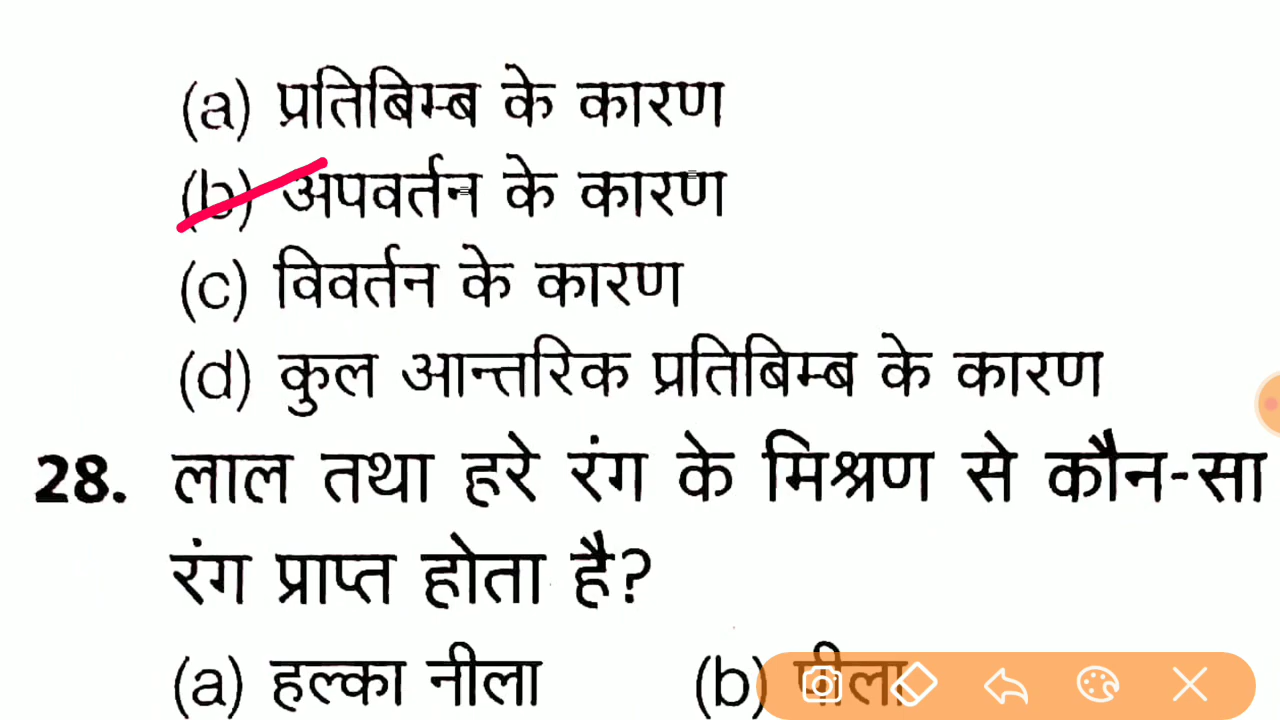 (a) प्रतिबिम्ब के कारण
(b) अपवर्तन के कारण
(c) विवर्तन के कारण
(d) कुल आन्तरिक प्रतिबिम्ब के कारण
28. लाल तथा हरे रंग के मिश्रण से कौन-सा
रंग प्राप्त होता है?
(a) हल्का नीला (b) पीला